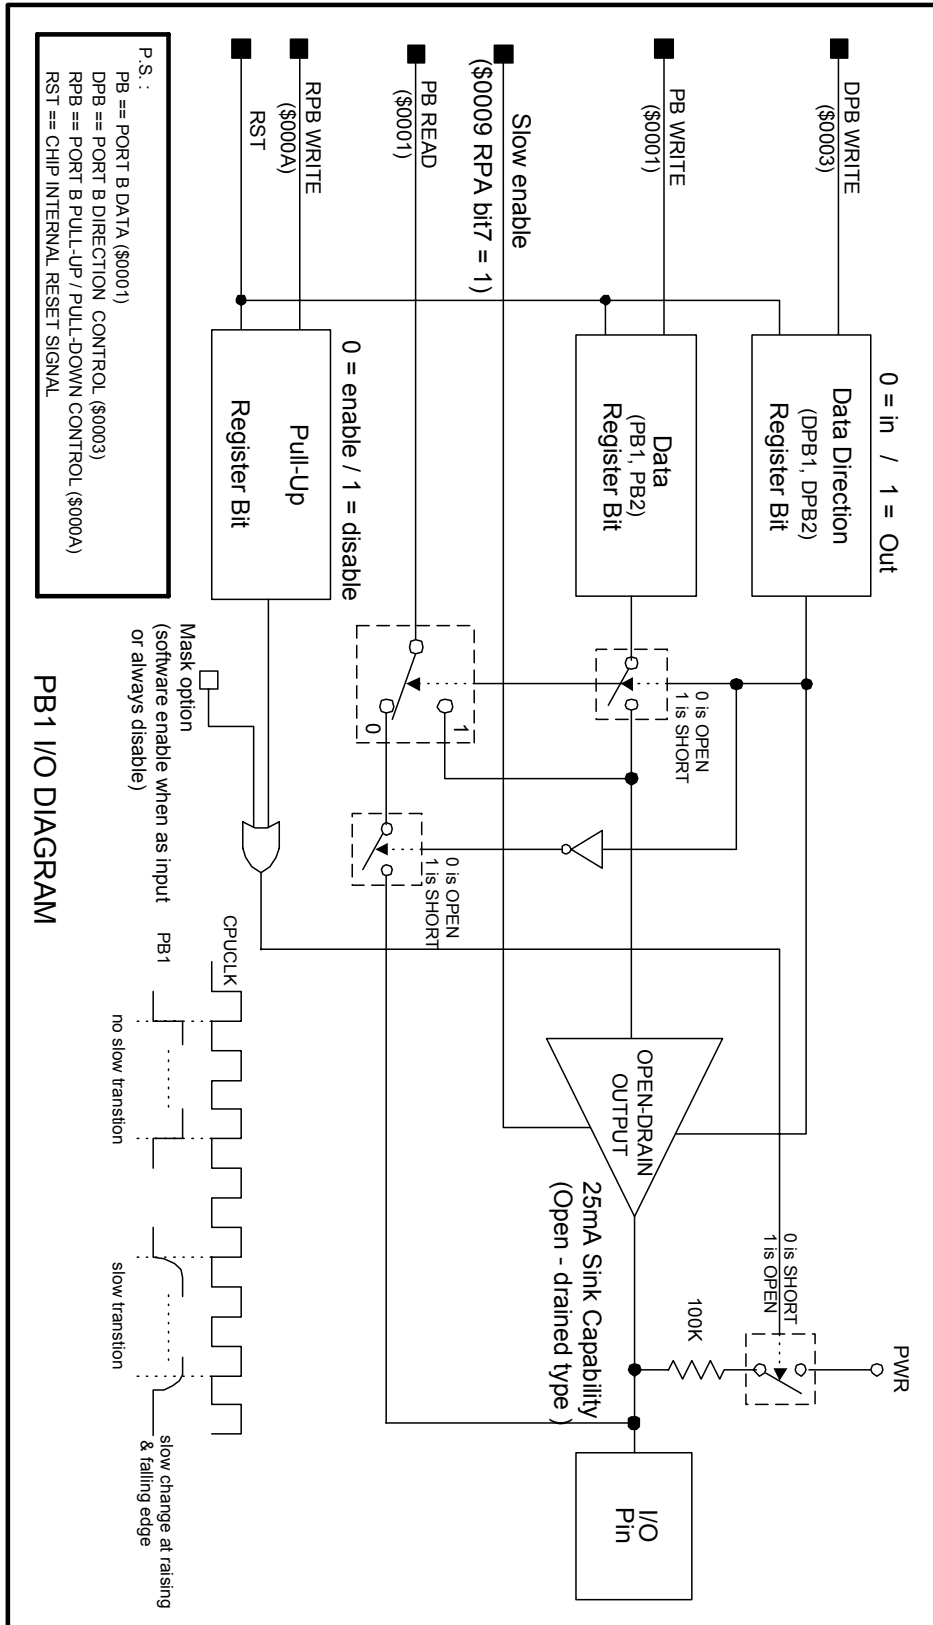 0 = in / 1 = Out
DPB WRITE
($0003)
Data Direction
(DPB1, DPB2)
Register Bit
PWR
PB WRITE
($0001)
Data
(PB1, PB2)
Register Bit
0 is OPEN
1 is SHORT
0 is SHORT
1 is OPEN
100K
OPEN-DRAIN
OUTPUT
I/O
Pin
25mA Sink Capability
(Open - drained type )
Slow enable
($0009 RPA bit7 = 1)
PB READ
($0001)
1
0
0 is OPEN
1 is SHORT
0 = enable / 1 = disable
RPB WRITE
($000A)
RST
Pull-Up
Register Bit
Mask option
(software enable when as input
or always disable)
CPUCLK
PB1
no slow transtion
slow transtion
slow change at raising
& falling edge
P.S. :
PB == PORT B DATA ($0001)
DPB == PORT B DIRECTION CONTROL ($0003)
RPB == PORT B PULL-UP / PULL-DOWN CONTROL ($000A)
RST == CHIP INTERNAL RESET SIGNAL
PB1 I/O DIAGRAM